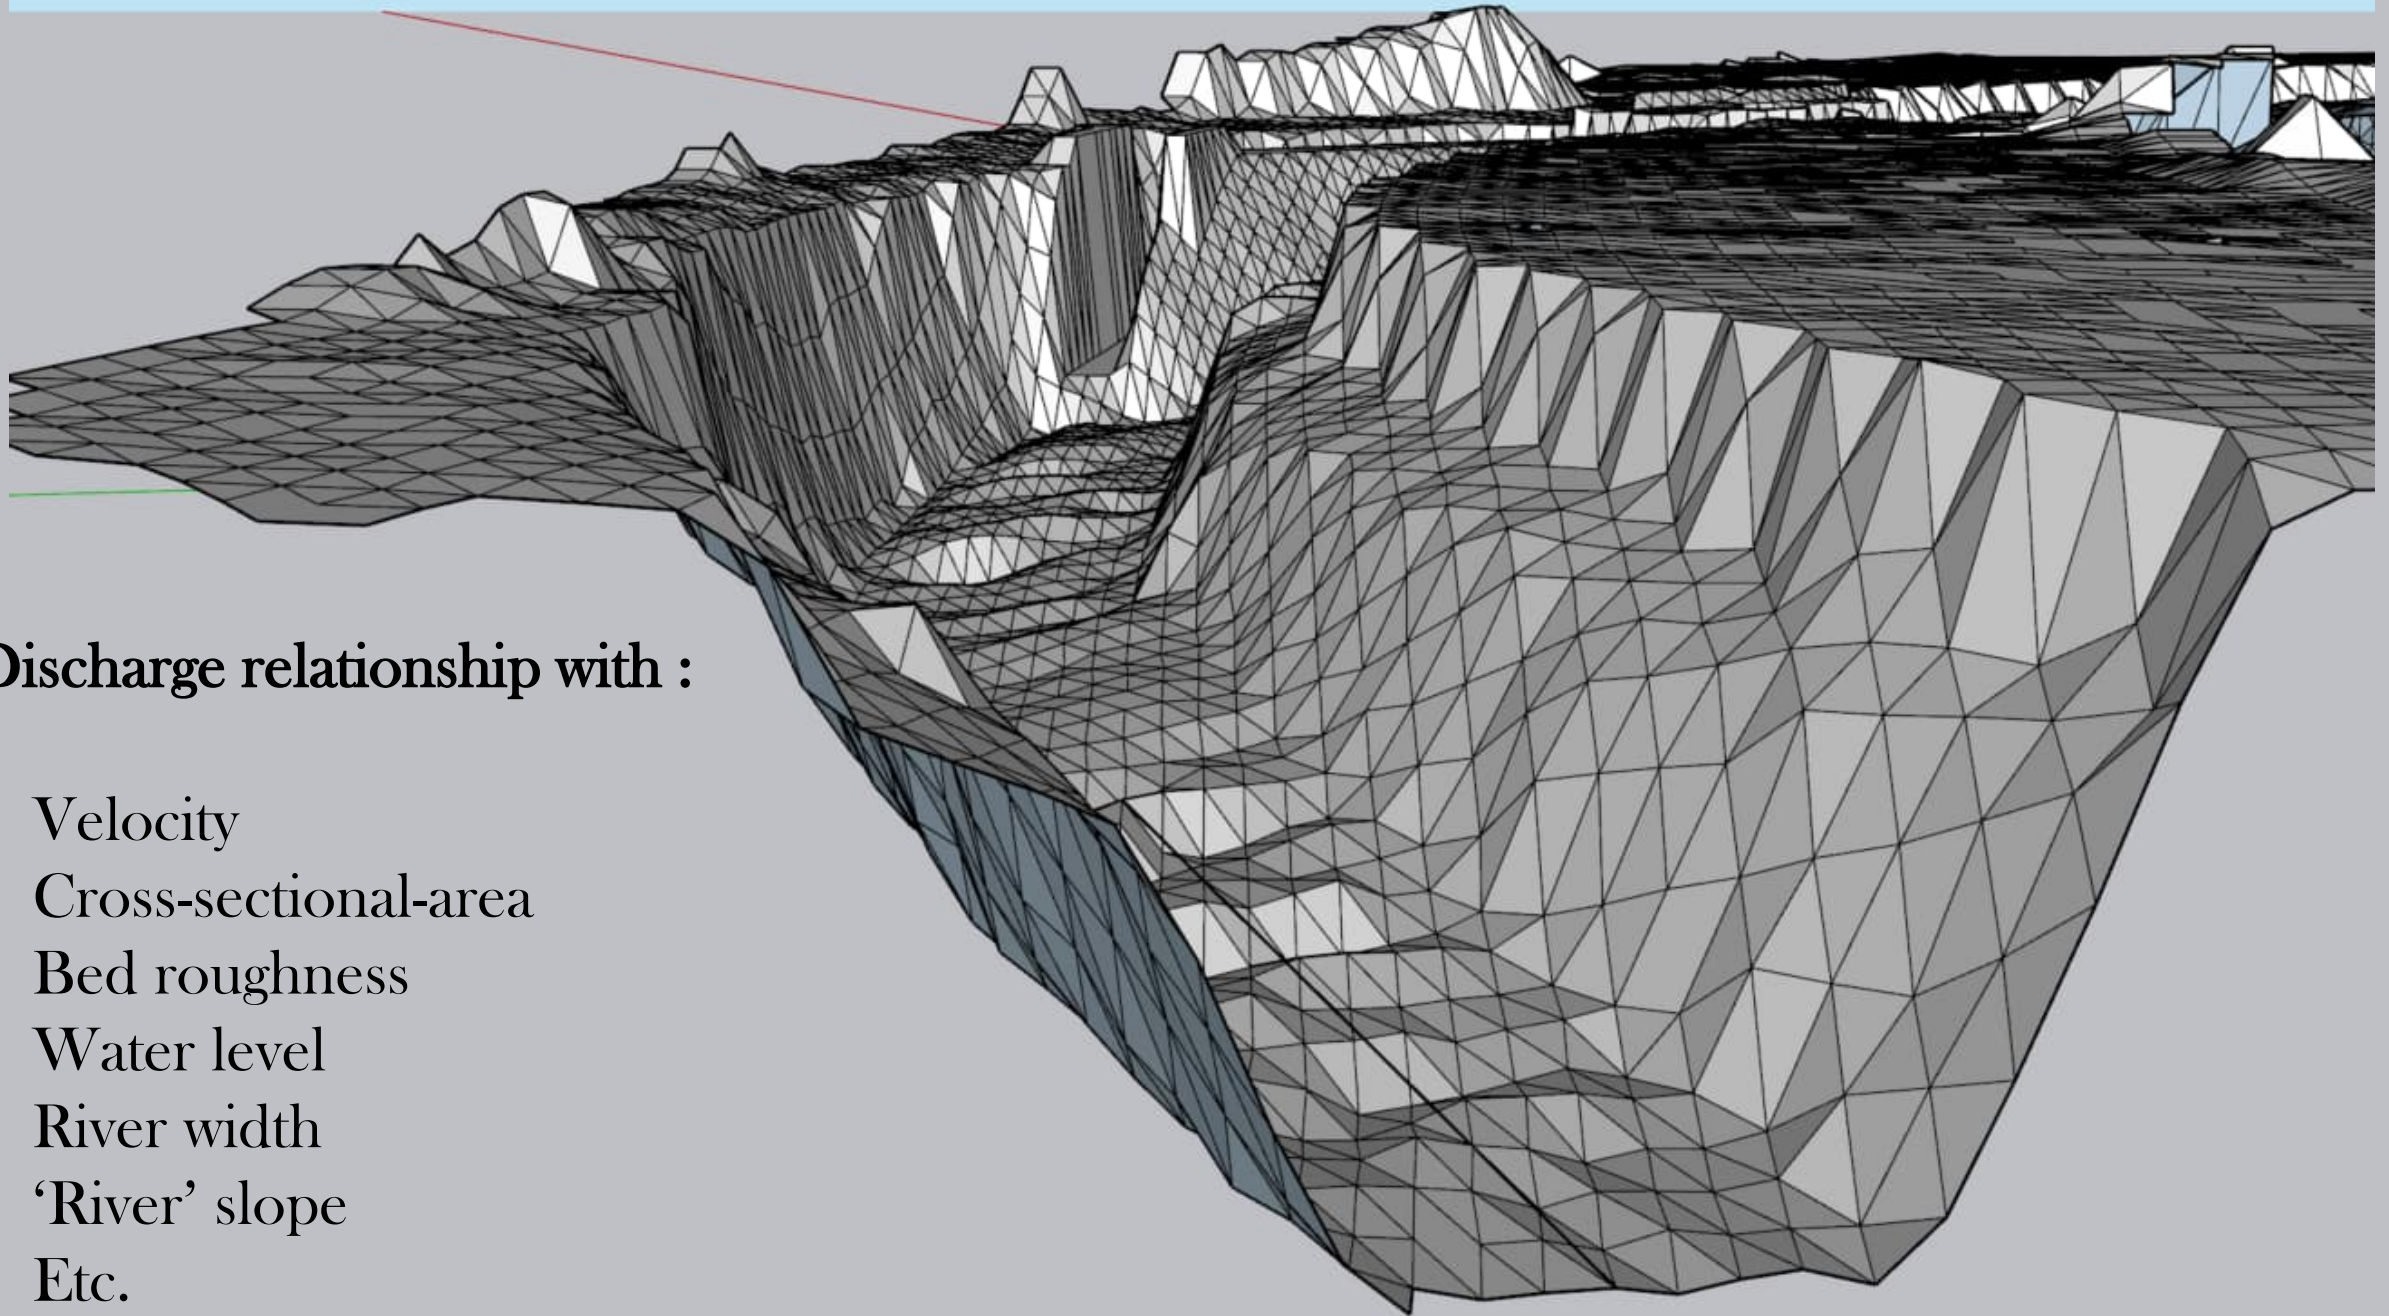 Discharge relationship with :
Velocity
Cross-sectional-area
Bed roughness
Water level
River width
‘River’ slope
Etc.